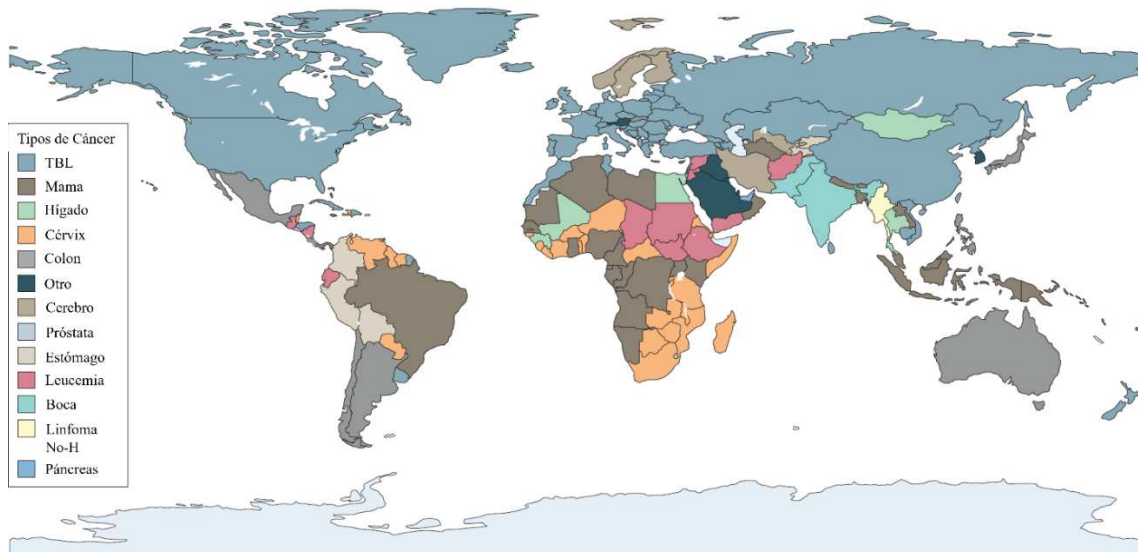 Tipos de Cáncer
TBL
Mama
Hígado
Cérvix
Colon
Otro
Cerebro
Próstata
Estómago
Leucemia
Boca
Linfoma
No-H
Páncreas